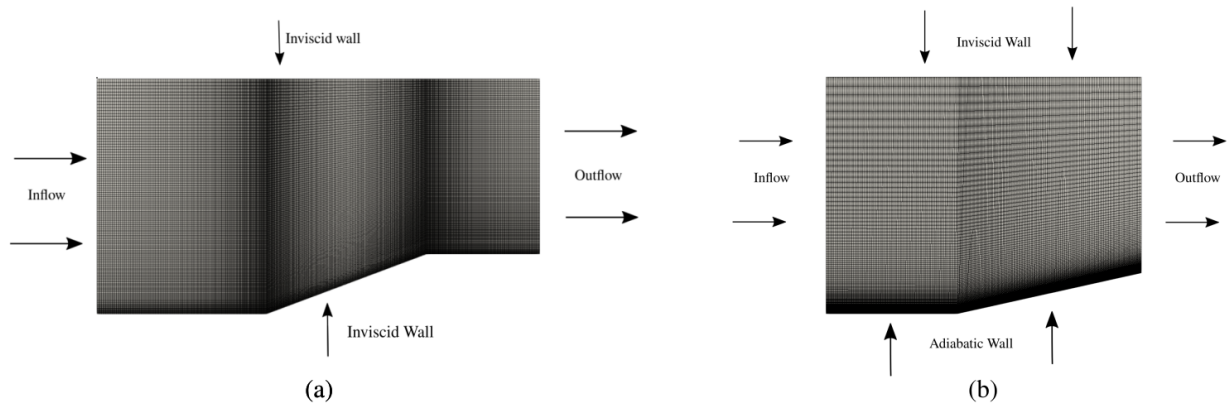 Inviscid wall
Inflow
Outflow
Inviscid Wall
(a)
Inviscid Wall
Inflow
Outflow
Adiabatic Wall
(b)